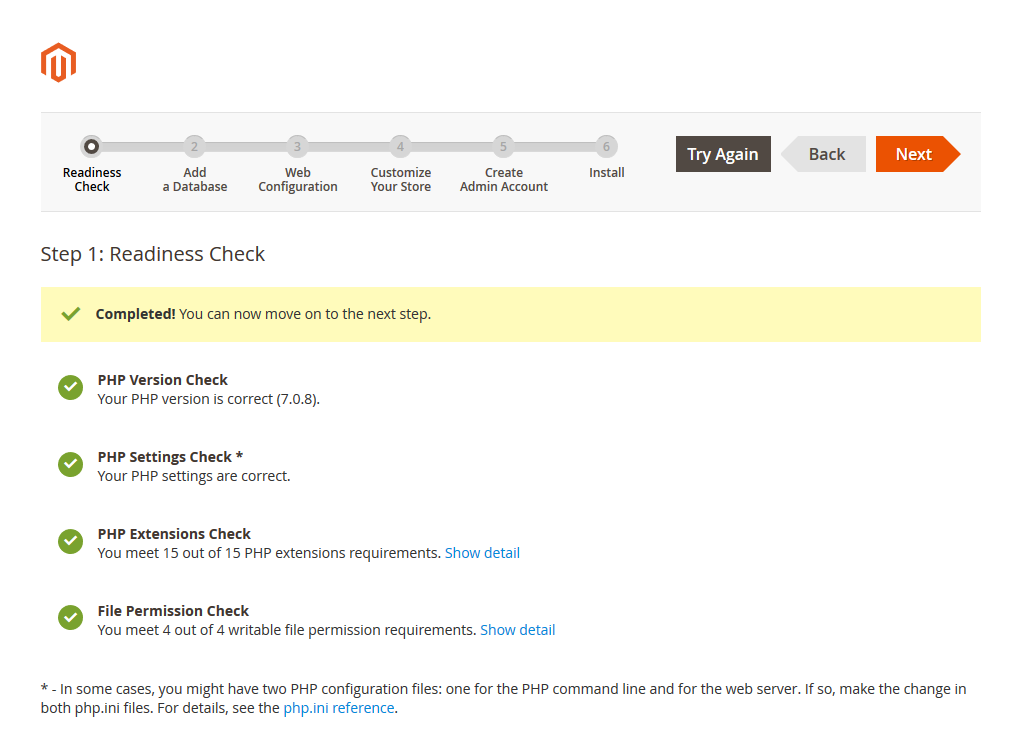 2 3 4 5 6
Readiness Check
Add a Database
Web Configuration
Customize Your Store
Create Admin Account
Install
Try Again
Back
Next
Step 1: Readiness Check
Completed! You can now move on to the next step.
PHP Version Check
Your PHP version is correct (7.0.8).
PHP Settings Check *
Your PHP settings are correct.
PHP Extensions Check
You meet 15 out of 15 PHP extensions requirements. Show detail
File Permission Check
You meet 4 out of 4 writable file permission requirements. Show detail
* - In some cases, you might have two PHP configuration files: one for the PHP command line and for the web server. If so, make the change in
both php.ini files. For details, see the php.ini reference.